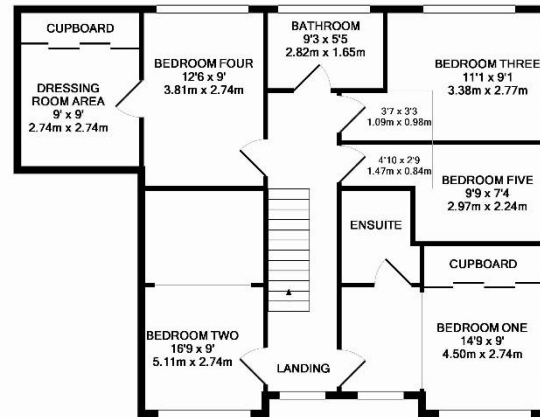 CUPBOARD
DRESSING
ROOM AREA
9' x 9'
2.74m x 2.74m
BEDROOM FOUR
12'6 x 9'
3.81m x 2.74m
BATHROOM
9'3 x 5'5
2.82m x 1.65m
BEDROOM THREE
11'1 x 9'1
3.38m x 2.77m
3'7 x 3'3
1.09m x 0.98m
4'10 x 2'9
1.47m x 0.84m
BEDROOM FIVE
9'9 x 7'4
2.97m x 2.24m
ENSUITE
CUPBOARD
BEDROOM TWO
16'9 x 9'
5.11m x 2.74m
LANDING
BEDROOM ONE
14'9 x 9'
4.50m x 2.74m